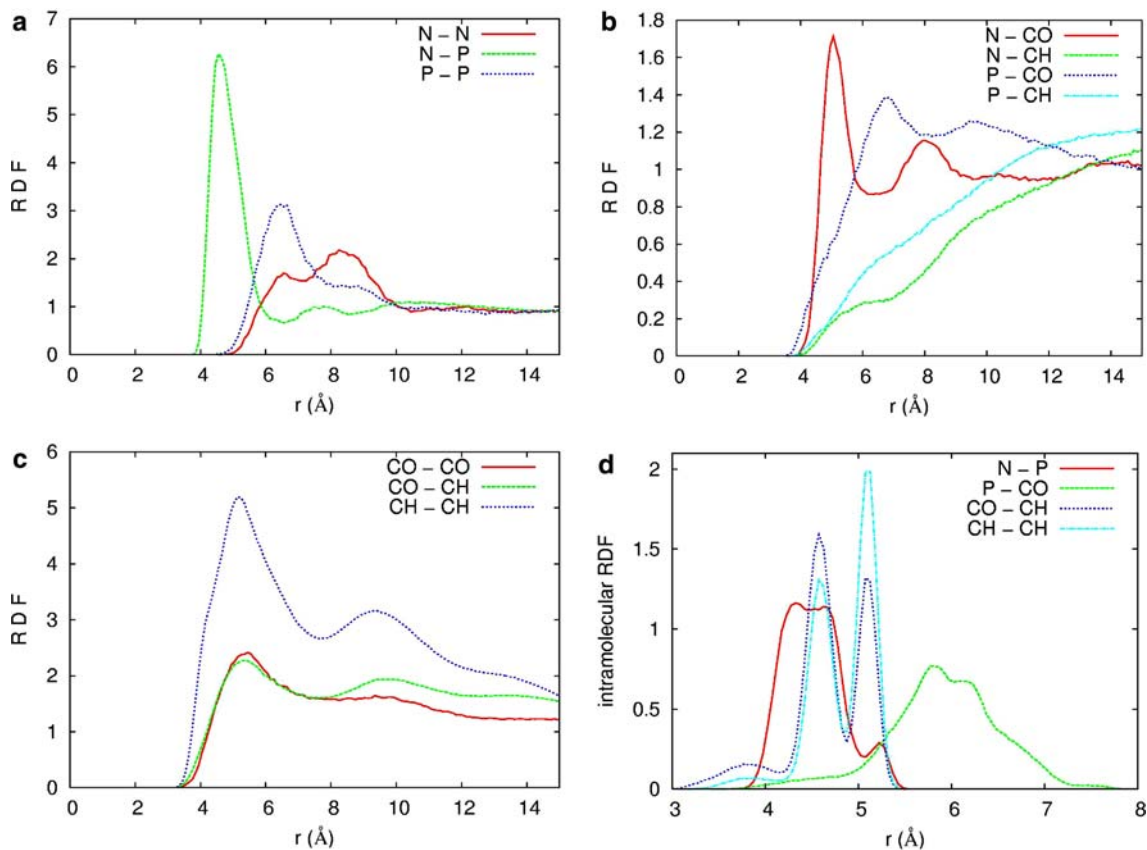 a
N – N
N – P
P – P
7
6
5
4
3
2
1
0
R D F
0 2 4 6 8 10 12 14
r (Å)
b
N – CO
N – CH
P – CO
P – CH
1.8
1.6
1.4
1.2
1
0.8
0.6
0.4
0.2
0
R D F
0 2 4 6 8 10 12 14
r (Å)
c
CO – CO
CO – CH
CH – CH
6
5
4
3
2
1
0
R D F
0 2 4 6 8 10 12 14
r (Å)
d
N – P
P – CO
CO – CH
CH – CH
2
1.5
1
0.5
0
intramolecular RDF
3 4 5 6 7 8
r (Å)